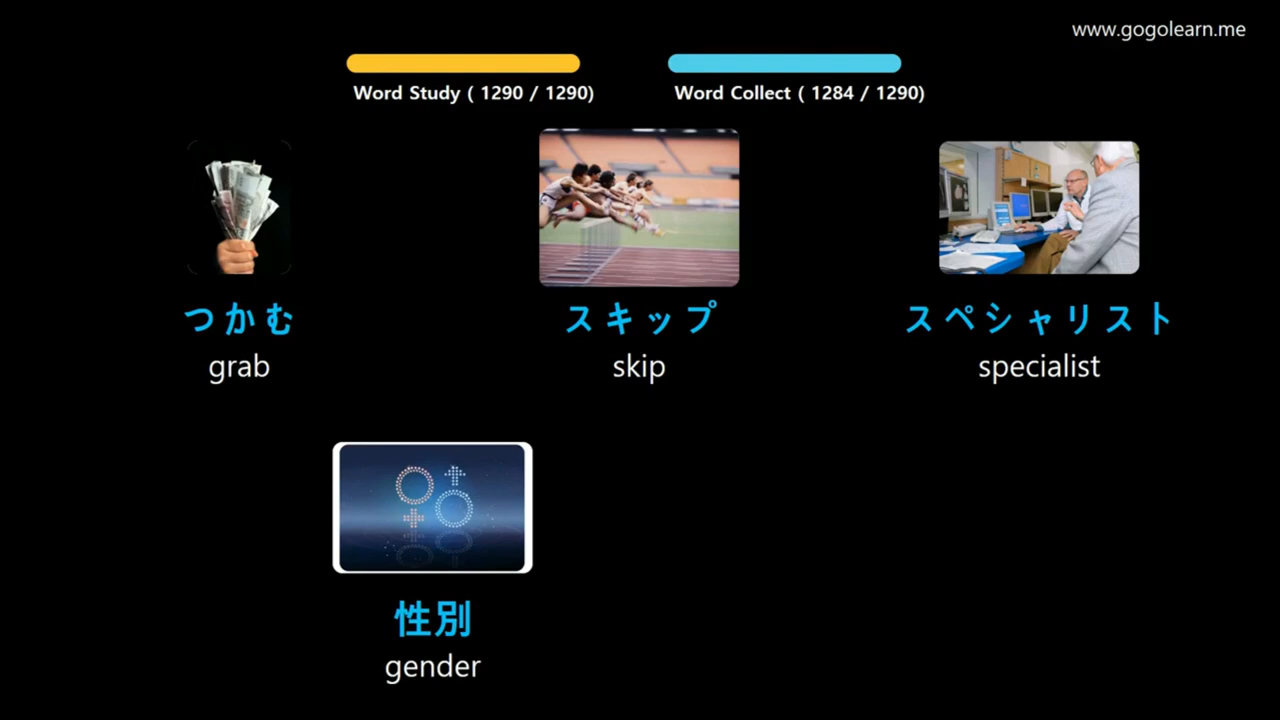 www.gogolearn.me
Word Study ( 1290 / 1290)
Word Collect ( 1284 / 1290)
つかむ
grab
スキップ
skip
スペシャリスト
specialist
性別
gender